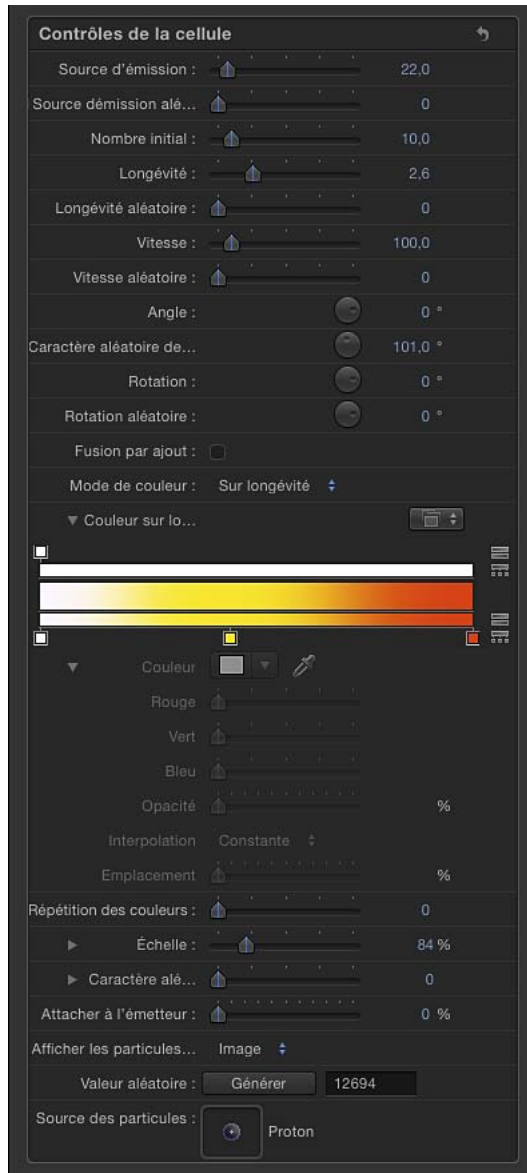 Contrôles de la cellule
Source d'émission : 22,0
Source démission alé... 0
Nombre initial : 10,0
Longévité : 2,6
Longévité aléatoire : 0
Vitesse : 100,0
Vitesse aléatoire : 0
Angle : 0 °
Caractère aléatoire de... 101,0 °
Rotation : 0 °
Rotation aléatoire : 0 °
Fusion par ajout :
Mode de couleur : Sur longévité
Couleur sur lo...
Couleur
Rouge
Vert
Bleu
Opacité %
Interpolation Constante
Emplacement %
Répétition des couleurs : 0
Échelle : 84 %
Caractère alé... 0
Attacher à l'émetteur : 0 %
Afficher les particules... Image
Valeur aléatoire : Générer 12694
Source des particules : Proton